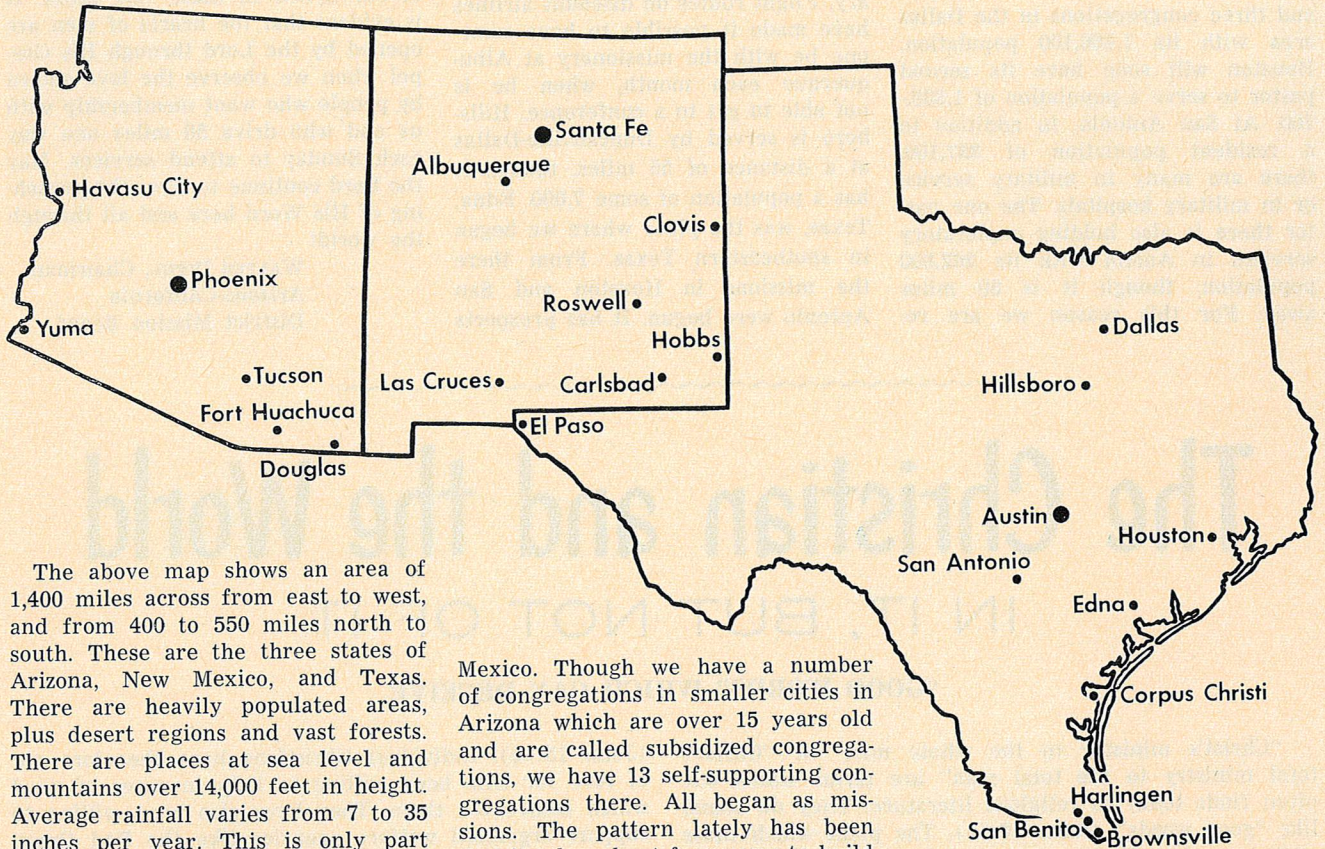 Santa Fe
Albuquerque
Havasu City
Clovis
Phoenix
Roswell
Yuma
Dallas
Hobbs
Tucson
Las Cruces
Carlsbad
Hillsboro
Fort Huachuca
El Paso
Douglas
Austin
Houston
San Antonio
Edna
Corpus Christi
Harlingen
San Benito
Brownsville
The above map shows an area of
1,400 miles across from east to west,
and from 400 to 550 miles north to
south. These are the three states of
Arizona, New Mexico, and Texas.
There are heavily populated areas,
plus desert regions and vast forests.
There are places at sea level and
mountains over 14,000 feet in height.
Average rainfall varies from 7 to 35
inches per year. This is only part
Mexico. Though we have a number
of congregations in smaller cities in
Arizona which are over 15 years old
and are called subsidized congrega-
tions, we have 13 self-supporting con-
gregations there. All began as mis-
sions. The pattern lately has been